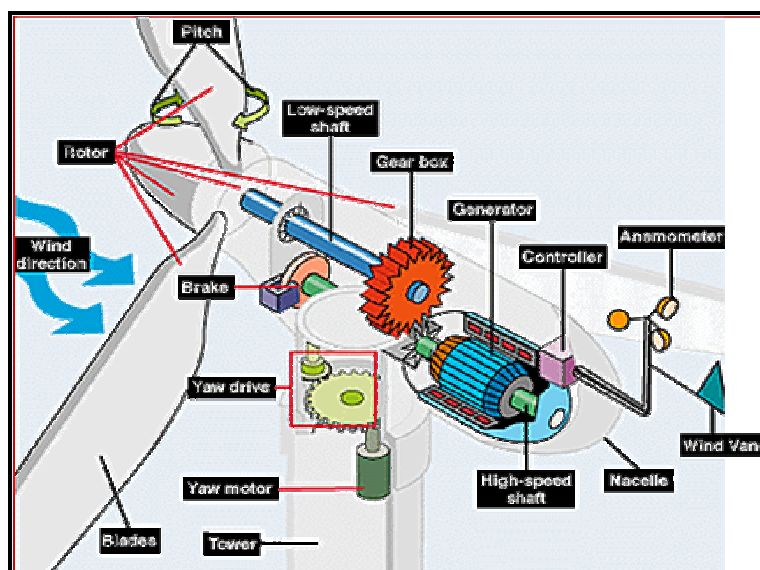 Pitch
Low-speed
shaft
Rotor
Gear box
Generator
Anemometer
Wind
direction
Controller
Brake
Yaw drive
Wind Van
Yaw motor
High-speed
shaft
Nacelle
Blades
Tower